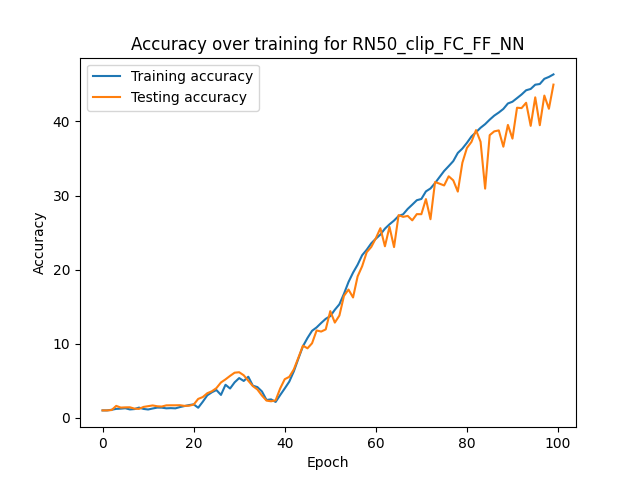 Accuracy over training for RN50_clip_FC_FF_NN
Training accuracy
Testing accuracy
40
30
20
10
0
Accuracy
0 20 40 60 80 100
Epoch